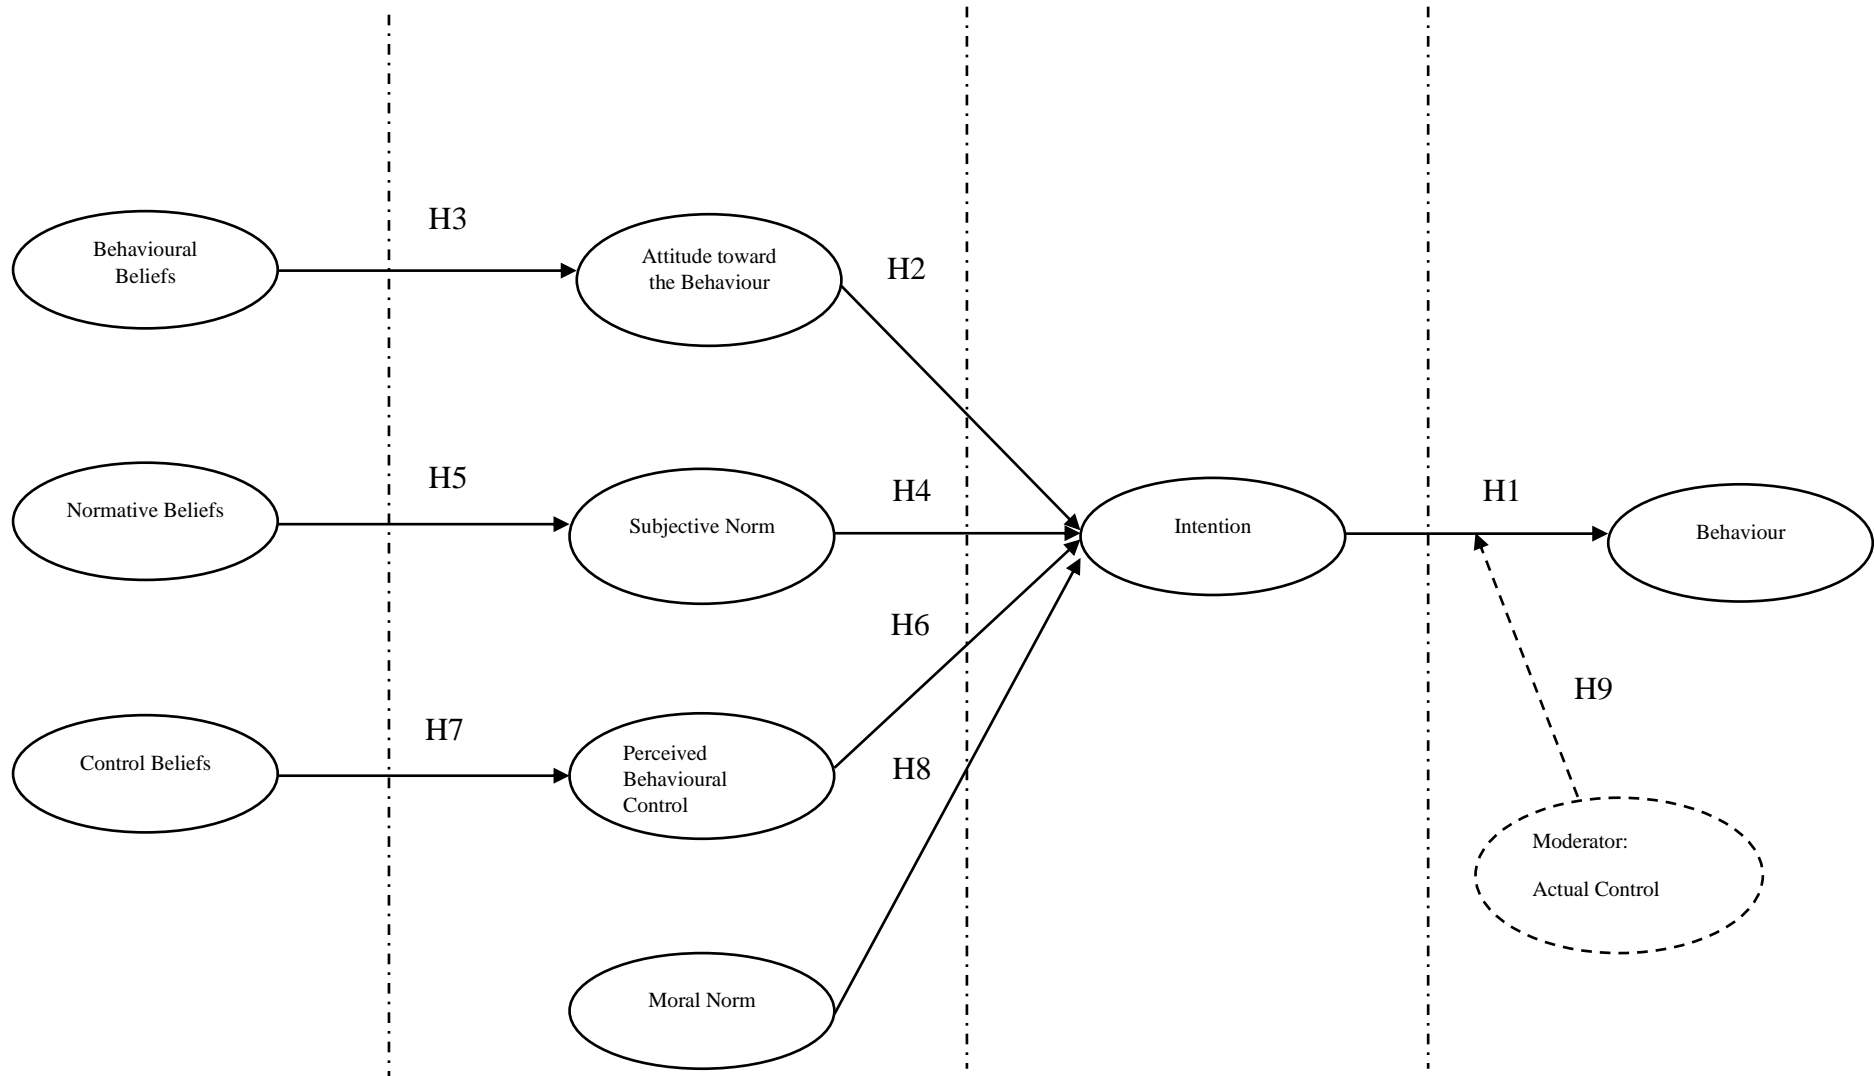 H3
Behavioural
Beliefs
Attitude toward
the Behaviour
H2
H5
Normative Beliefs
Subjective Norm
H4
Intention
H1
Behaviour
H6
H9
H7
Control Beliefs
Perceived
Behavioural
Control
H8
Moderator:
Actual Control
Moral Norm